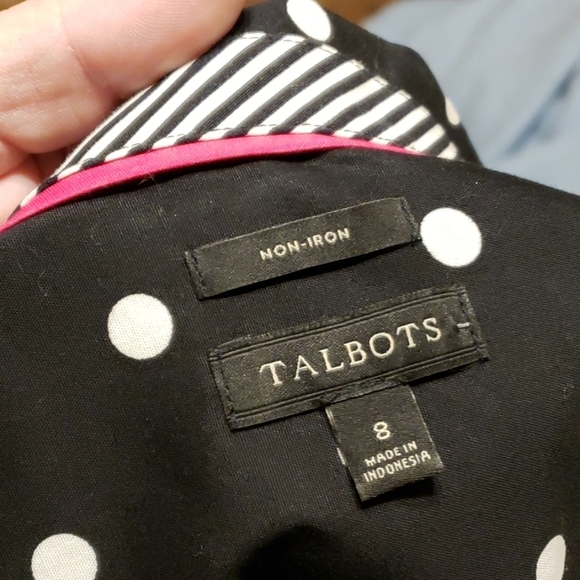 NON-IRON
TALBOTS
8
MADE IN
INDONESIA